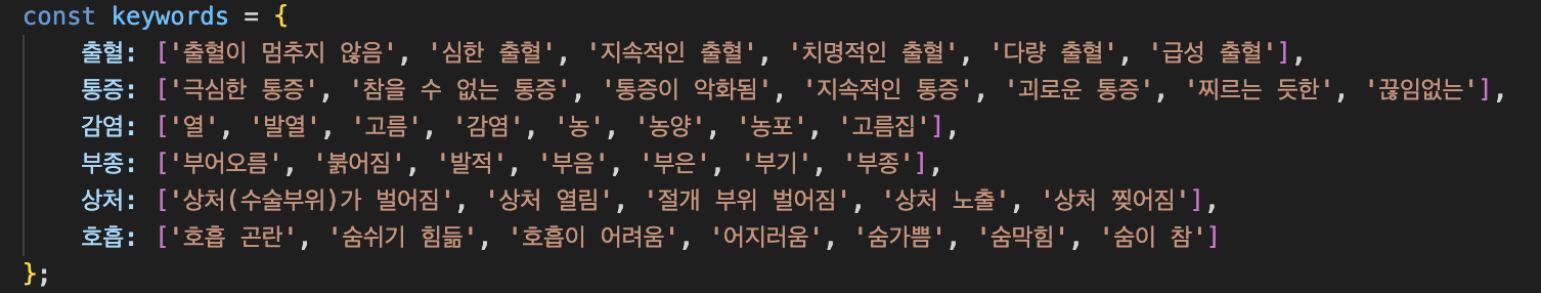 const keywords = {
출혈: ['출혈이 멈추지 않음', '심한 출혈', '지속적인 출혈', '치명적인 출혈', '다량 출혈', '급성 출혈'],
통증: ['극심한 통증', '참을 수 없는 통증', '통증이 악화됨', '지속적인 통증', '괴로운 통증', '찌르는 듯한', '끊임없는'],
감염: ['열', '발열', '고름', '감염', '농', '농양', '농포', '고름집'],
부종: ['부어오름', '붉어짐', '발적', '부음', '부은', '부기', '부종'],
상처: ['상처(수술부위)가 벌어짐', '상처 열림', '절개 부위 벌어짐', '상처 노출', '상처 찢어짐'],
호흡: ['호흡 곤란', '숨쉬기 힘듦', '호흡이 어려움', '어지러움', '숨가쁨', '숨막힘', '숨이 참']
};